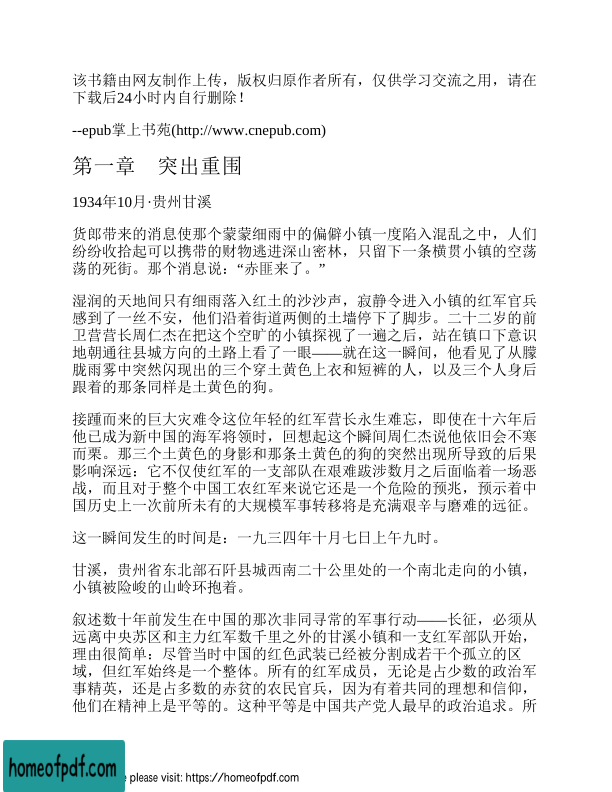 该书籍由网友制作上传，版权归原作者所有，仅供学习交流之用，请在
下载后24小时内自行删除！
--epub掌上书苑(http://www.cnepub.com)
第一章　突出重围
1934年10月·贵州甘溪
货郎带来的消息使那个蒙蒙细雨中的偏僻小镇一度陷入混乱之中，人们
纷纷收拾起可以携带的财物逃进深山密林，只留下一条横贯小镇的空荡
荡的死街。那个消息说：“赤匪来了。”
湿润的天地间只有细雨落入红土的沙沙声，寂静令进入小镇的红军官兵
感到了一丝不安，他们沿着街道两侧的土墙停下了脚步。二十二岁的前
卫营营长周仁杰在把这个空旷的小镇探视了一遍之后，站在镇口下意识
地朝通往县城方向的土路上看了一眼——就在这一瞬间，他看见了从朦
胧雨雾中突然闪现出的三个穿土黄色上衣和短裤的人，以及三个人身后
跟着的那条同样是土黄色的狗。
接踵而来的巨大灾难令这位年轻的红军营长永生难忘，即使在十六年后
他已成为新中国的海军将领时，回想起这个瞬间周仁杰说他依旧会不寒
而栗。那三个土黄色的身影和那条土黄色的狗的突然出现所导致的后果
影响深远：它不仅使红军的一支部队在艰难跋涉数月之后面临着一场恶
战，而且对于整个中国工农红军来说它还是一个危险的预兆，预示着中
国历史上一次前所未有的大规模军事转移将是充满艰辛与磨难的远征。
这一瞬间发生的时间是：一九三四年十月七日上午九时。
甘溪，贵州省东北部石阡县城西南二十公里处的一个南北走向的小镇，
小镇被险峻的山岭环抱着。
叙述数十年前发生在中国的那次非同寻常的军事行动——长征，必须从
远离中央苏区和主力红军数千里之外的甘溪小镇和一支红军部队开始，
理由很简单：尽管当时中国的红色武装已经被分割成若干个孤立的区
域，但红军始终是一个整体。所有的红军成员，无论是占少数的政治军
事精英，还是占多数的赤贫的农民官兵，因为有着共同的理想和信仰，
他们在精神上是平等的。这种平等是中国共产党人最早的政治追求。所
homeofpdf.com
e please visit: https://homeofpdf.com